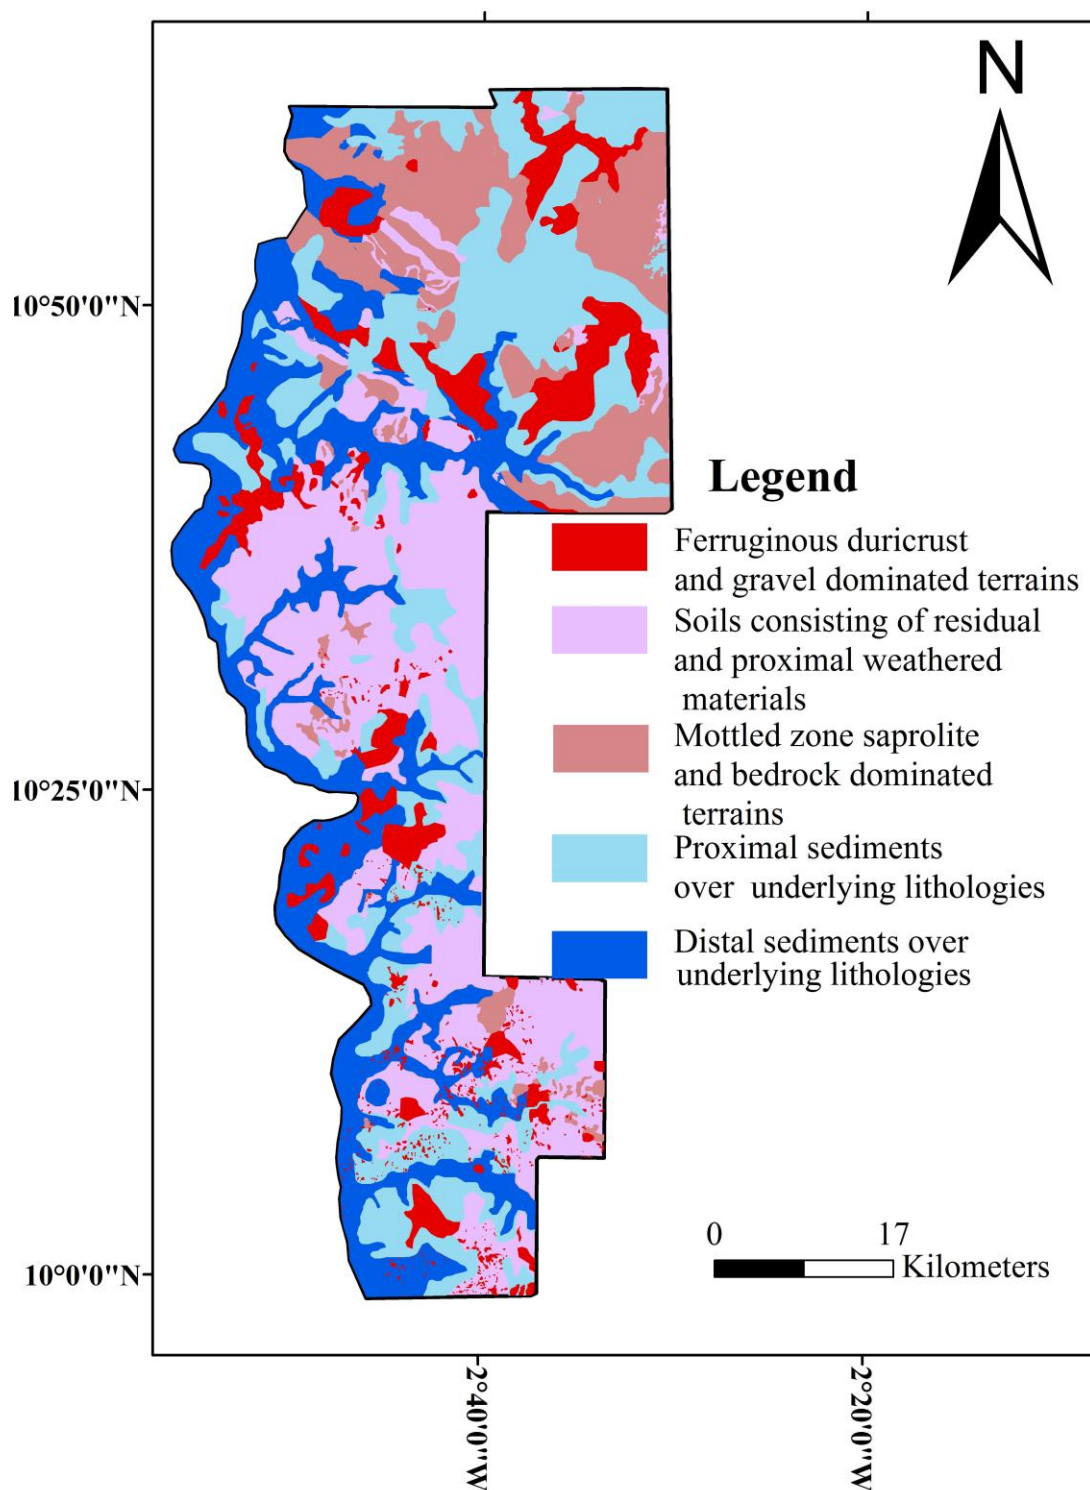 N
10°50'0"N
Legend
Ferruginous duricrust
and gravel dominated terrains
Soils consisting of residual
and proximal weathered
materials
Mottled zone saprolite
and bedrock dominated
terrains
10°25'0"N
Proximal sediments
over underlying lithologies
Distal sediments over
underlying lithologies
0 17
Kilometers
10°0'0"N
2°40'0"W
2°20'0"W